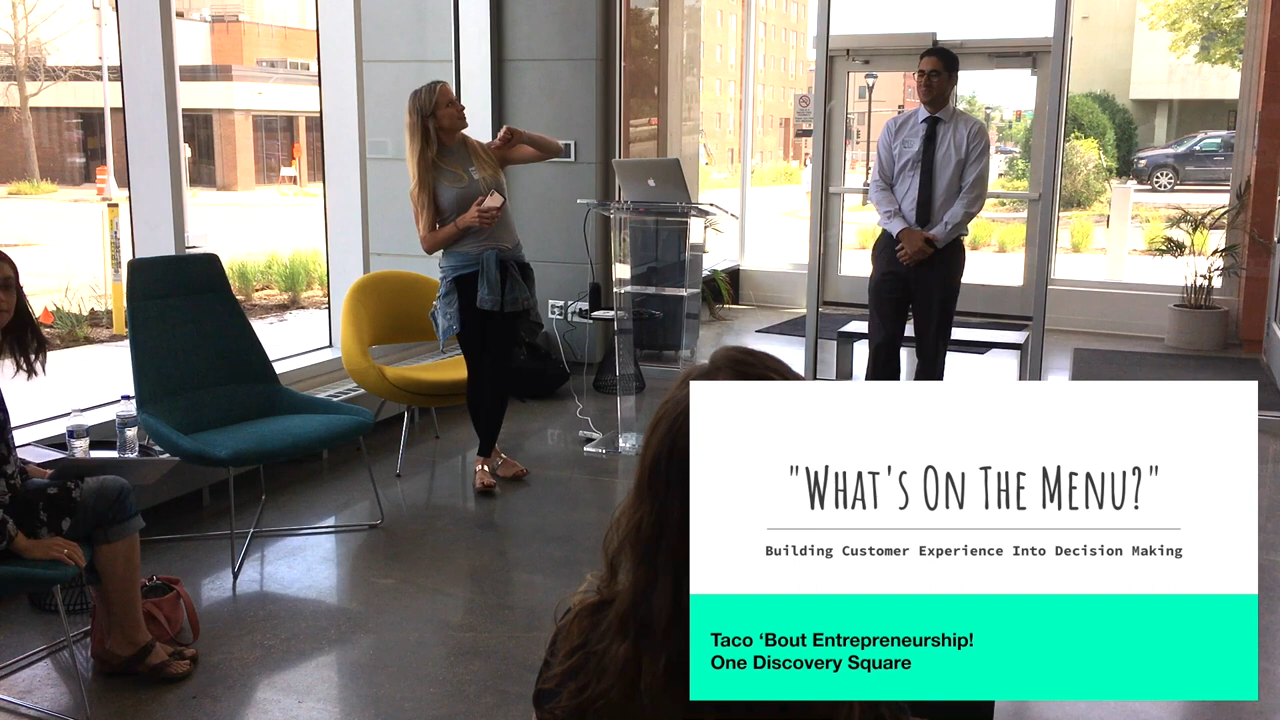 "What's On The Menu?"
Building Customer Experience Into Decision Making
Taco ‘Bout Entrepreneurship!
One Discovery Square